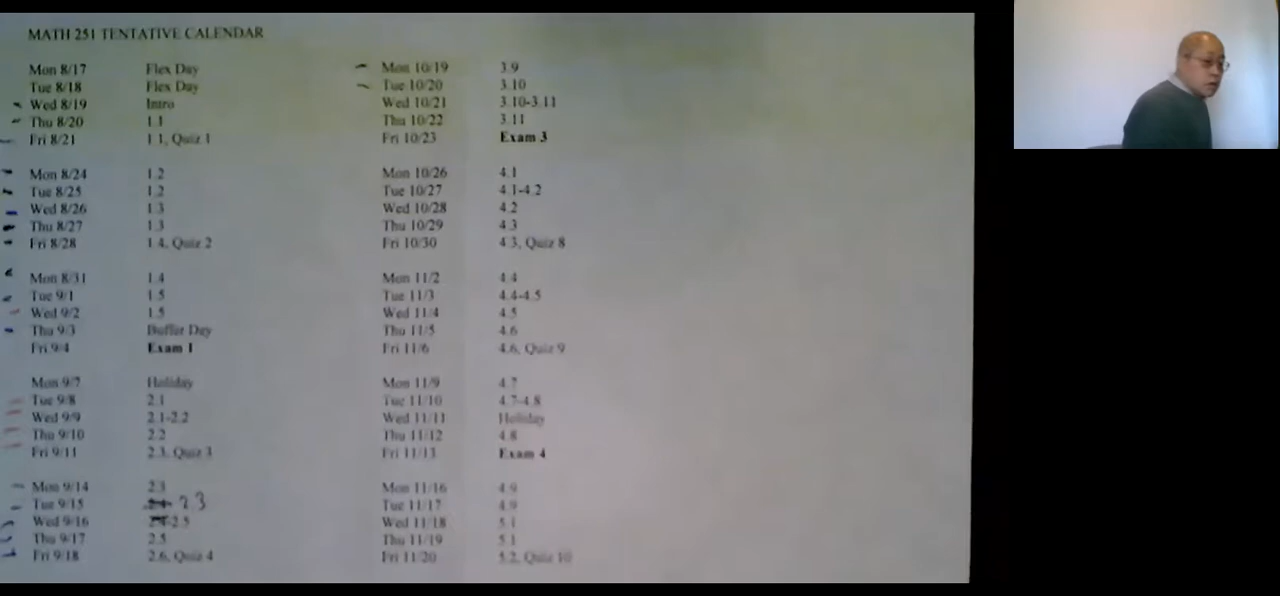 MATH 251 TENTATIVE CALENDAR
Mon 8/17 Flex Day
Tue 8/18 Flex Day
Wed 8/19 Intro
Thu 8/20 1.1
Fri 8/21 1.1, Quiz 1
Mon 8/24 1.2
Tue 8/25 1.2
Wed 8/26 1.3
Thu 8/27 1.3
Fri 8/28 1.4, Quiz 2
Mon 8/31 1.4
Tue 9/1 1.5
Wed 9/2 1.5
Thu 9/3 Buffer Day
Fri 9/4 Exam 1
Mon 9/7 Holiday
Tue 9/8 2.1
Wed 9/9 2.1-2.2
Thu 9/10 2.2
Fri 9/11 2.3, Quiz 3
Mon 9/14 2.3
Tue 9/15 2.3
Wed 9/16 2.4-2.5
Thu 9/17 2.5
Fri 9/18 2.6, Quiz 4
Mon 10/19 3.9
Tue 10/20 3.10
Wed 10/21 3.10-3.11
Thu 10/22 3.11
Fri 10/23 Exam 3
Mon 10/26 4.1
Tue 10/27 4.1-4.2
Wed 10/28 4.2
Thu 10/29 4.3
Fri 10/30 4.3, Quiz 8
Mon 11/2 4.4
Tue 11/3 4.4-4.5
Wed 11/4 4.5
Thu 11/5 4.6
Fri 11/6 4.6, Quiz 9
Mon 11/9 4.7
Tue 11/10 4.7-4.8
Wed 11/11 Holiday
Thu 11/12 4.8
Fri 11/13 Exam 4
Mon 11/16 4.9
Tue 11/17 4.9
Wed 11/18 5.1
Thu 11/19 5.1
Fri 11/20 5.2, Quiz 10